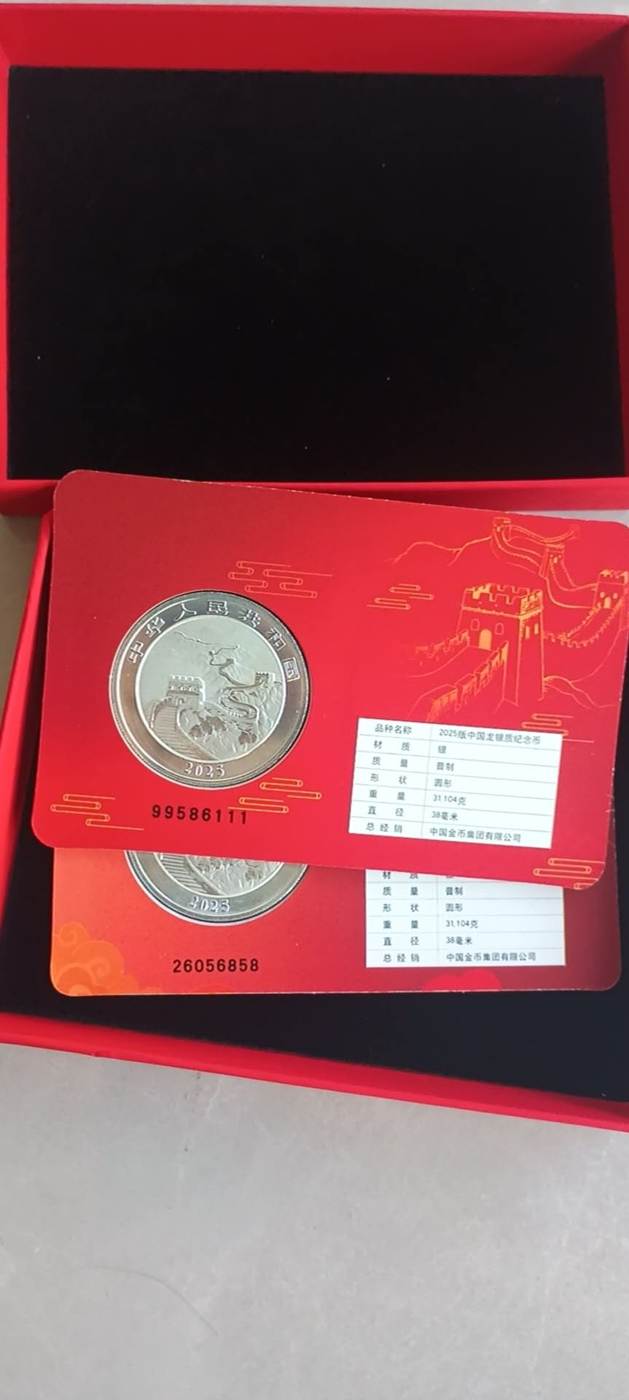 中华人民共和国
2025
99586111
品种名称 2025版中国龙银质纪念币
材 质 银
质 量 普制
形 状 圆形
重 量 31.104克
直 径 38毫米
总 经 销 中国金币集团有限公司
2025
26056858
材 质
质 量 普制
形 状 圆形
重 量 31.104克
直 径 38毫米
总 经 销 中国金币集团有限公司